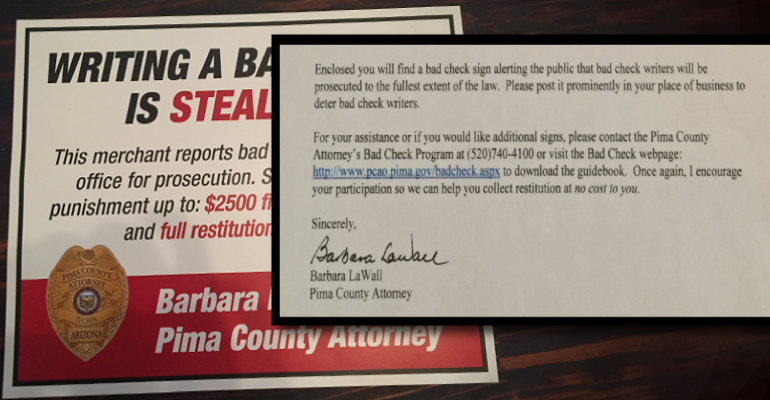 WRITING A BA
IS STEAL
This merchant reports bad
office for prosecution. S
punishment up to: $2500 fi
and full restitution
PIMA COUNTY
ATTORNEY
TUCSON
ARIZONA
Barbara
Pima County Attorney
Enclosed you will find a bad check sign alerting the public that bad check writers will be
prosecuted to the fullest extent of the law. Please post it prominently in your place of business to
deter bad check writers.
For your assistance or if you would like additional signs, please contact the Pima County
Attorney's Bad Check Program at (520)740-4100 or visit the Bad Check webpage:
http://www.pcao.pima.gov/badcheck.aspx to download the guidebook. Once again, I encourage
your participation so we can help you collect restitution at no cost to you.
Sincerely,
Barbara LaWall
Barbara LaWall
Pima County Attorney